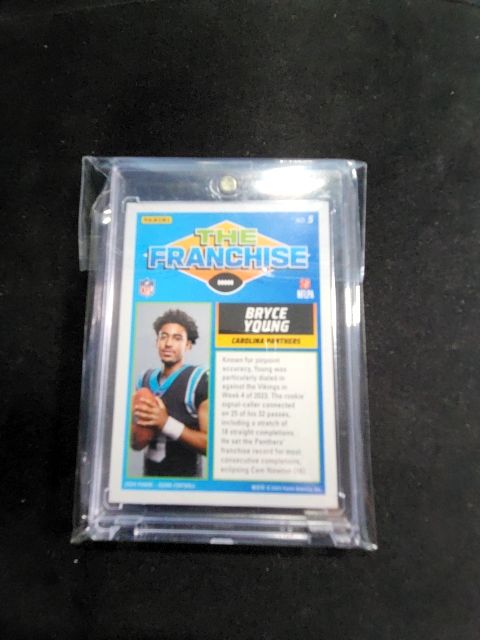 PANINI
NO. 5
THE
FRANCHISE
NFL
NFLPA
BRYCE
YOUNG
CAROLINA PANTHERS
Known for pinpoint
accuracy, Young was
particularly dialed in
against the Vikings in
Week 4 of 2023. The rookie
signal-caller connected
on 25 of his 32 passes,
including a stretch of
18 straight completions.
He set the Panthers'
franchise record for most
consecutive completions,
eclipsing Cam Newton (16).